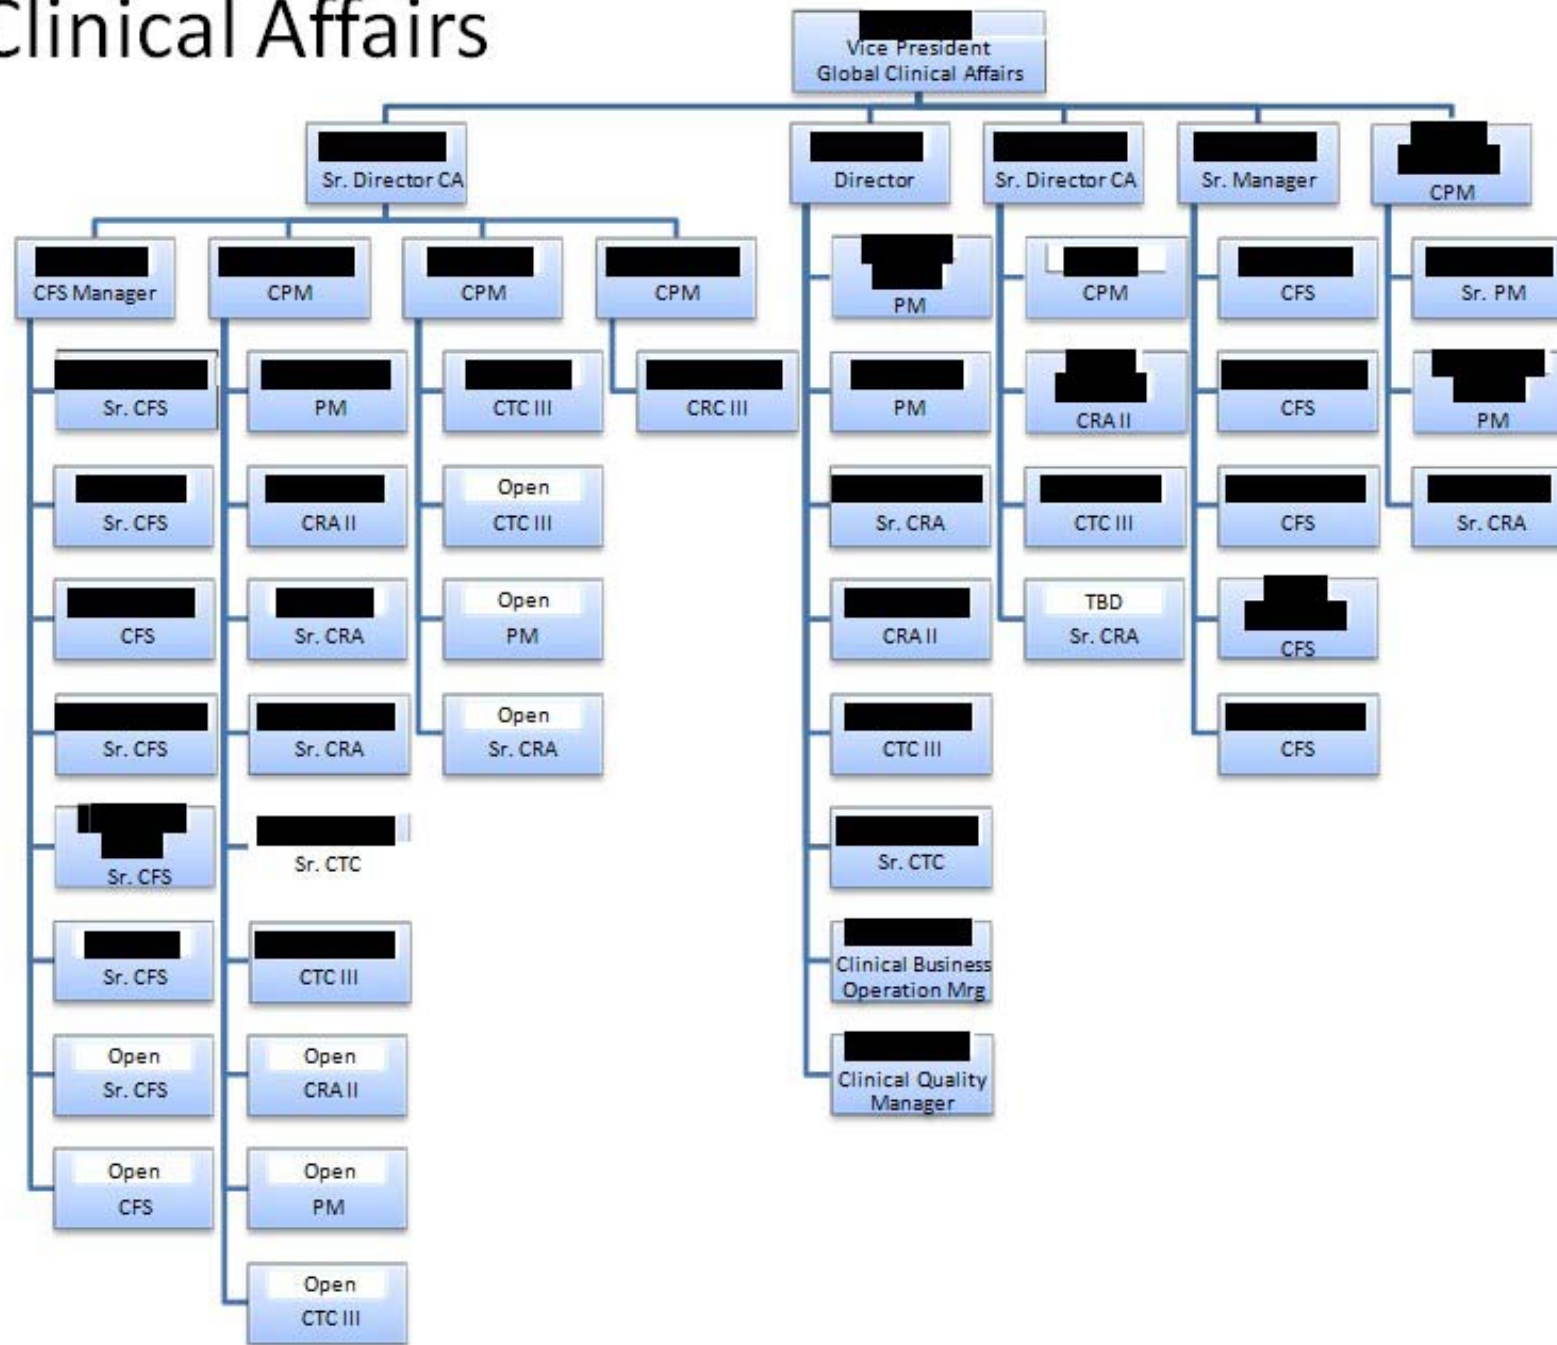 Clinical Affairs
Vice President
Global Clinical Affairs
Sr. Director CA
Director
Sr. Director CA
Sr. Manager
CPM
CFS Manager
CPM
CPM
CPM
Sr. CFS
Sr. CFS
CFS
Sr. CFS
Sr. CFS
Sr. CFS
Open
Sr. CFS
Open
CFS
PM
CRA II
Sr. CRA
Sr. CRA
Sr. CTC
CTC III
Open
CRA II
Open
PM
Open
CTC III
CTC III
Open
CTC III
Open
PM
Open
Sr. CRA
CRC III
PM
PM
Sr. CRA
CRA II
CTC III
Sr. CTC
Clinical Business
Operation Mrg
Clinical Quality
Manager
CPM
CRA II
CTC III
TBD
Sr. CRA
CFS
CFS
CFS
CFS
CFS
Sr. PM
PM
Sr. CRA